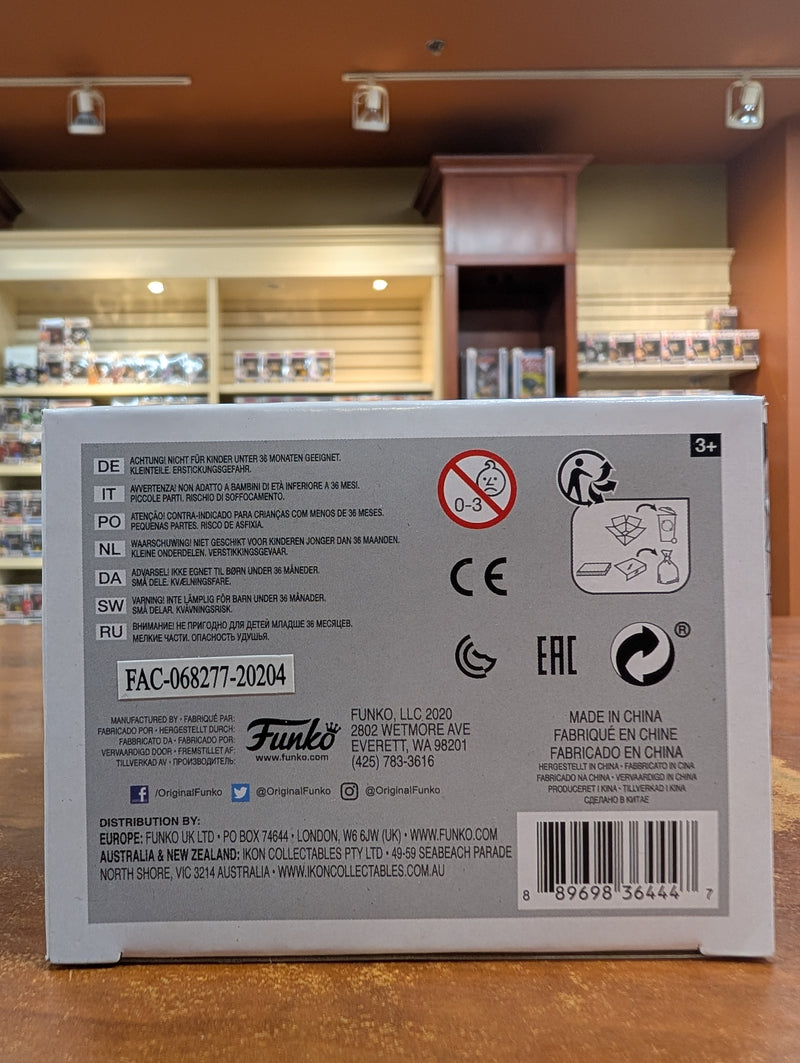 3+
DE ACHTUNG! NICHT FÜR KINDER UNTER 36 MONATEN GEEIGNET.
KLEINTEILE. ERSTICKUNGSGEFAHR.
IT AVVERTENZA! NON ADATTO A BAMBINI DI ETÀ INFERIORE A 36 MESI.
PICCOLE PARTI. RISCHIO DI SOFFOCAMENTO.
PO ATENÇÃO! CONTRA-INDICADO PARA CRIANÇAS COM MENOS DE 36 MESES.
PEQUENAS PARTES. RISCO DE ASFIXIA.
NL WAARSCHUWING! NIET GESCHIKT VOOR KINDEREN JONGER DAN 36 MAANDEN.
KLEINE ONDERDELEN. VERSTIKKINGSGEVAAR.
DA ADVARSEL! IKKE EGNET TIL BØRN UNDER 36 MÅNEDER.
SMÅ DELE. KVÆLNINGSFARE.
SW VARNING! INTE LÄMPLIG FÖR BARN UNDER 36 MÅNADER.
SMÅ DELAR. KVÄVNINGSRISK.
RU ВНИМАНИЕ! НЕ ПРИГОДНО ДЛЯ ДЕТЕЙ МЛАДШЕ 36 МЕСЯЦЕВ.
МЕЛКИЕ ЧАСТИ. ОПАСНОСТЬ УДУШЬЯ.
0-3
CE
EAC
®
FAC-068277-20204
MANUFACTURED BY • FABRIQUÉ PAR:
FABRICADO POR • HERGESTELLT DURCH:
FABBRICATO DA • FABRICADO POR:
VERVAARDIGD DOOR • FREMSTILLET AF:
TILLVERKAD AV • ПРОИЗВОДИТЕЛЬ:
Funko
www.funko.com
FUNKO, LLC 2020
2802 WETMORE AVE
EVERETT, WA 98201
(425) 783-3616
MADE IN CHINA
FABRIQUÉ EN CHINE
FABRICADO EN CHINA
HERGESTELLT IN CHINA • FABBRICATO IN CINA
FABRICADO NA CHINA • VERVAARDIGD IN CHINA
PRODUCERET I KINA • TILLVERKAD I KINA
СДЕЛАНО В КИТАЕ
/OriginalFunko @OriginalFunko @OriginalFunko
DISTRIBUTION BY:
EUROPE: FUNKO UK LTD • PO BOX 74644 • LONDON, W6 6JW (UK) • WWW.FUNKO.COM
AUSTRALIA & NEW ZEALAND: IKON COLLECTABLES PTY LTD • 49-59 SEABEACH PARADE
NORTH SHORE, VIC 3214 AUSTRALIA • WWW.IKONCOLLECTABLES.COM.AU
8 89698 36444 7